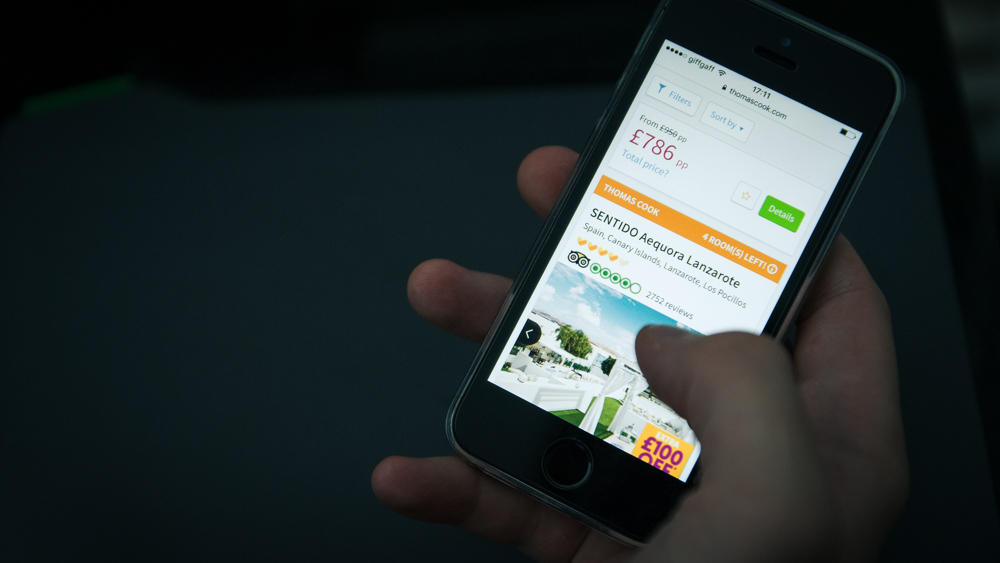 giffgaff 17:11
thomascook.com
Filters Sort by
From £950 pp
£786 pp
Total price?
Details
THOMAS COOK 4 ROOM(S) LEFT!
SENTIDO Aequora Lanzarote
Spain, Canary Islands, Lanzarote, Los Pocillos
2752 reviews
EXTRA
£100
OFF*